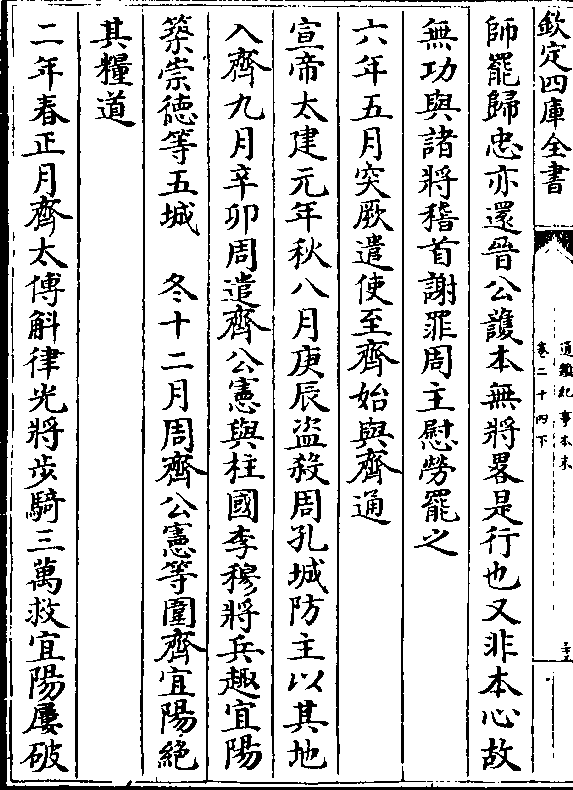 欽定四庫全書
通鑑紀事本末
卷二十四下
師罷歸忠亦還晉公護本無將畧是行也又非本心故
無功與諸將稽首謝罪周主慰勞罷之
六年五月突厥遣使至齊始與齊通
宣帝太建元年秋八月庚辰盜殺周孔城防主以其地
入齊九月辛卯周遣齊公憲與柱國李穆將兵趣宜陽
築崇德等五城　冬十二月周齊公憲等圍齊宜陽絕
其糧道
二年春正月齊太傅斛律光將步騎三萬救宜陽屢破